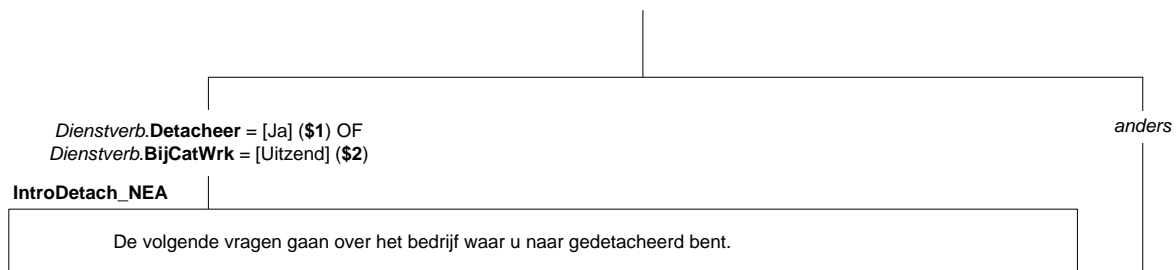 Dienstverb.Detacheer = [Ja] ($1) OF
Dienstverb.BijCatWrk = [Uitzend] ($2)
anders
IntroDetach_NEA
De volgende vragen gaan over het bedrijf waar u naar gedetacheerd bent.